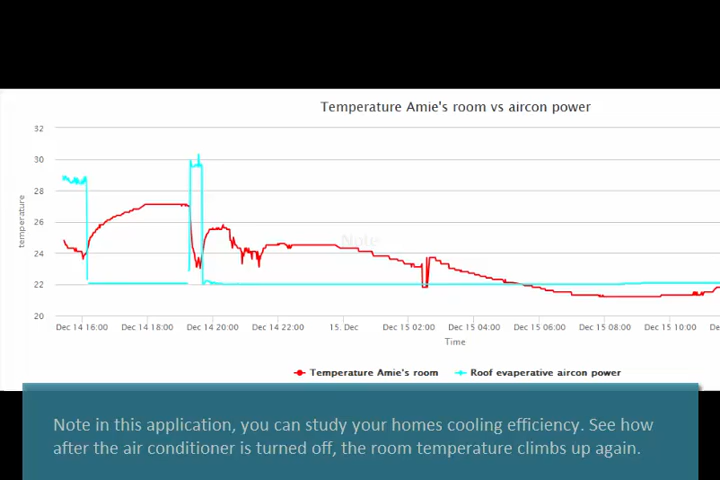 Temperature Amie's room vs aircon power
32
30
28
26
24
22
20
temperature
Note
Dec 14 16:00 Dec 14 18:00 Dec 14 20:00 Dec 14 22:00 15. Dec Dec 15 02:00 Dec 15 04:00 Dec 15 06:00 Dec 15 08:00 Dec 15 10:00 De
Time
Temperature Amie's room Roof evaperative aircon power
Note in this application, you can study your homes cooling efficiency. See how
after the air conditioner is turned off, the room temperature climbs up again.